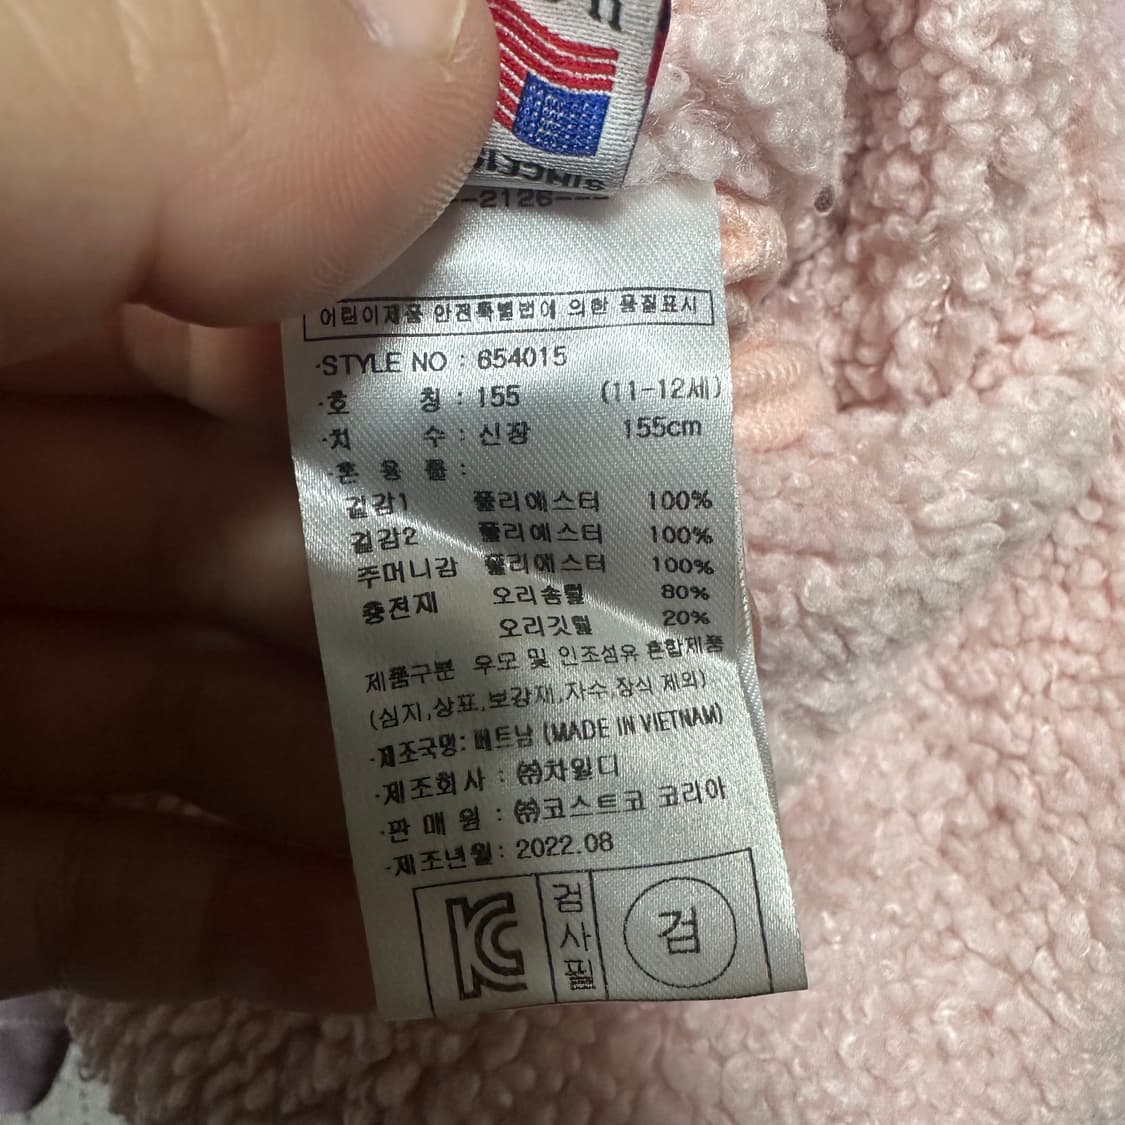 ---2126---
어린이제품 안전특별법에 의한 품질표시
·STYLE NO : 654015
·호 칭 : 155 (11-12세)
·치 수 : 신장 155cm
·혼 용 률 :
겉감1 폴리에스터 100%
겉감2 폴리에스터 100%
주머니감 폴리에스터 100%
충전재 오리솜털 80%
오리깃털 20%
제품구분 우모 및 인조섬유 혼합제품
(심지,상표,보강재,자수,장식 제외)
·제조국명: 베트남 (MADE IN VIETNAM)
·제조회사 : ㈜차일디
·판 매 원 : ㈜코스트코 코리아
·제조년월: 2022.08
검사필
검